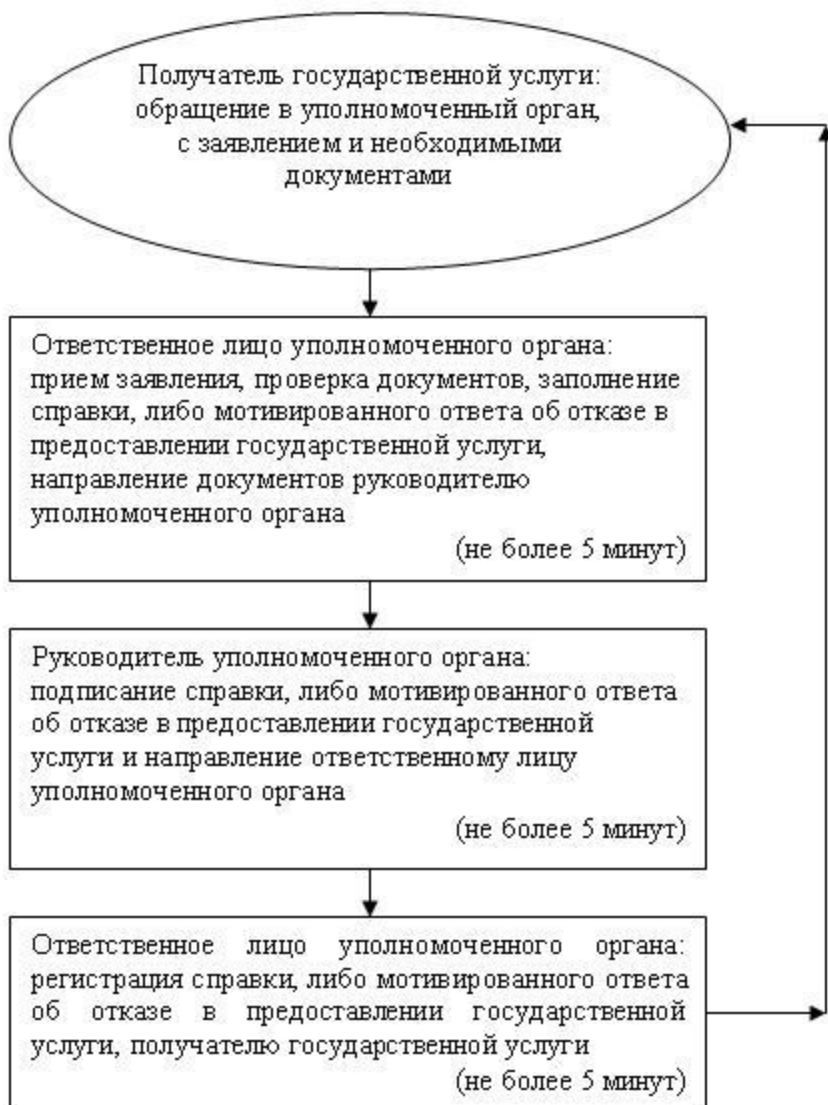 Получатель государственной услуги:
обращение в уполномоченный орган,
с заявлением и необходимыми
документами
Ответственное лицо уполномоченного органа:
прием заявления, проверка документов, заполнение
справки, либо мотивированного ответа об отказе в
предоставлении государственной услуги,
направление документов руководителю
уполномоченного органа
(не более 5 минут)
Руководитель уполномоченного органа:
подписание справки, либо мотивированного ответа
об отказе в предоставлении государственной
услуги и направление ответственному лицу
уполномоченного органа
(не более 5 минут)
Ответственное лицо уполномоченного органа:
регистрация справки, либо мотивированного ответа
об отказе в предоставлении государственной
услуги, получателю государственной услуги
(не более 5 минут)